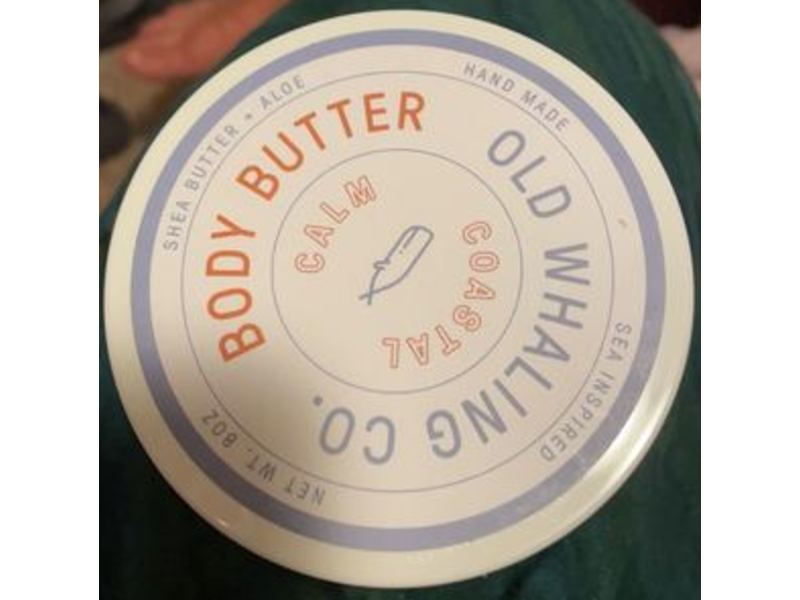 SHEA BUTTER + ALOE
HAND MADE
SEA INSPIRED
NET WT. 8OZ
BODY BUTTER
OLD WHALING CO.
CALM
COASTAL